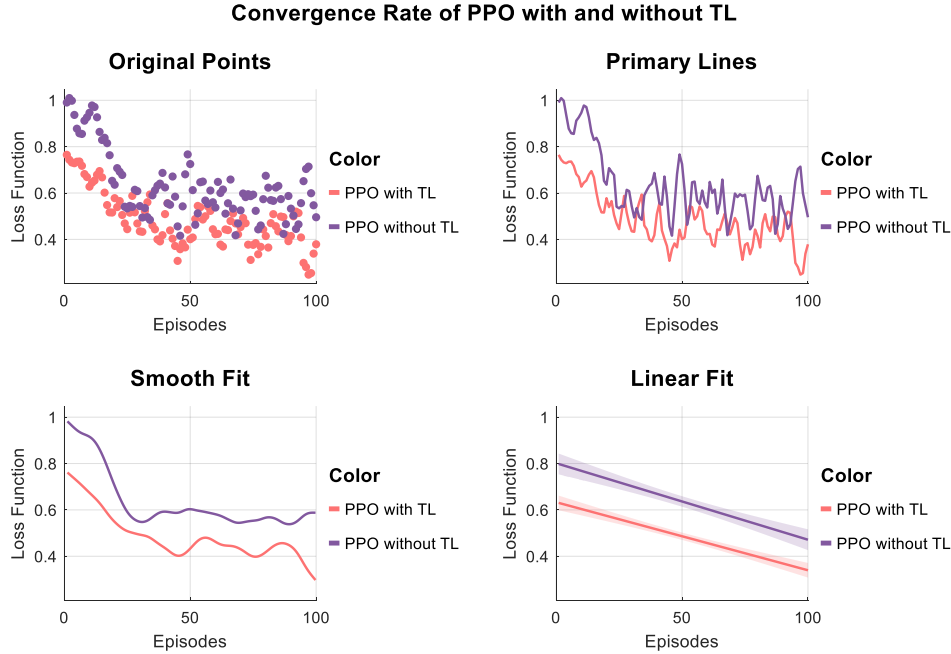 Convergence Rate of PPO with and without TL
Original Points
Loss Function
1
0.8
0.6
0.4
0
50
100
Episodes
Color
PPO with TL
PPO without TL
Primary Lines
Loss Function
1
0.8
0.6
0.4
0
50
100
Episodes
Color
PPO with TL
PPO without TL
Smooth Fit
Loss Function
1
0.8
0.6
0.4
0
50
100
Episodes
Color
PPO with TL
PPO without TL
Linear Fit
Loss Function
1
0.8
0.6
0.4
0
50
100
Episodes
Color
PPO with TL
PPO without TL